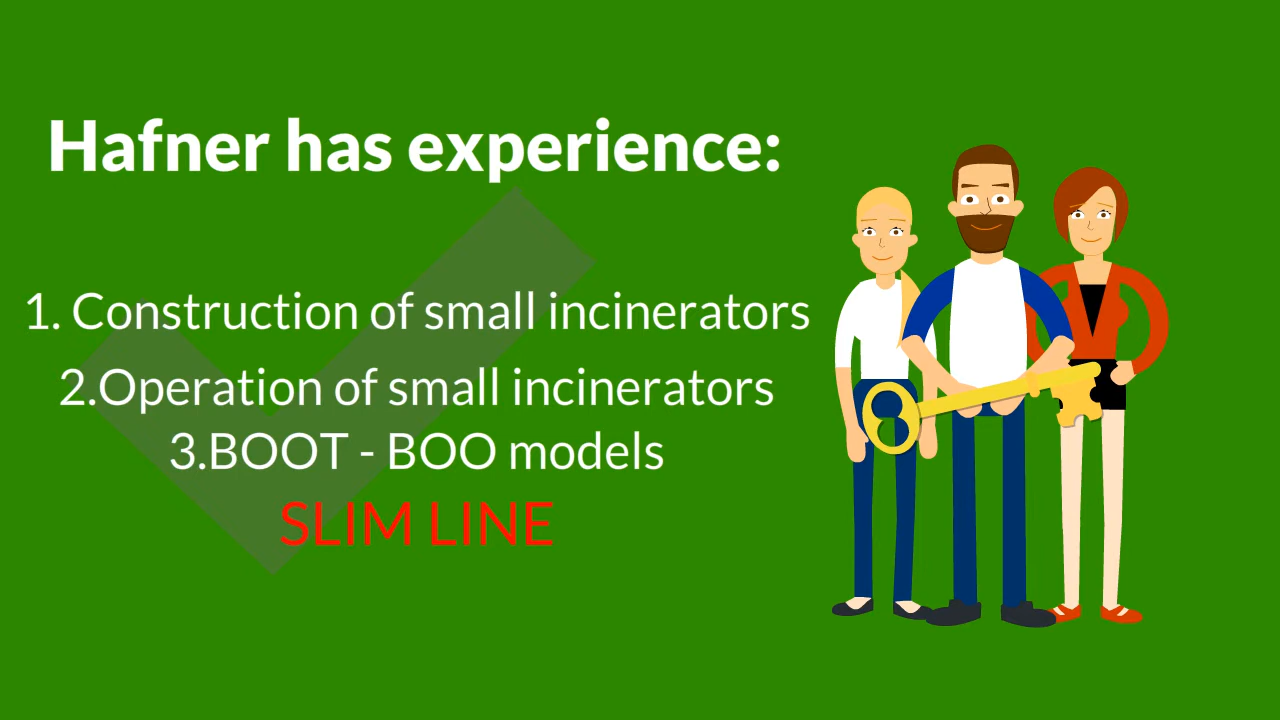 Hafner has experience:
1. Construction of small incinerators
2.Operation of small incinerators
3.BOOT - BOO models
SLIM LINE